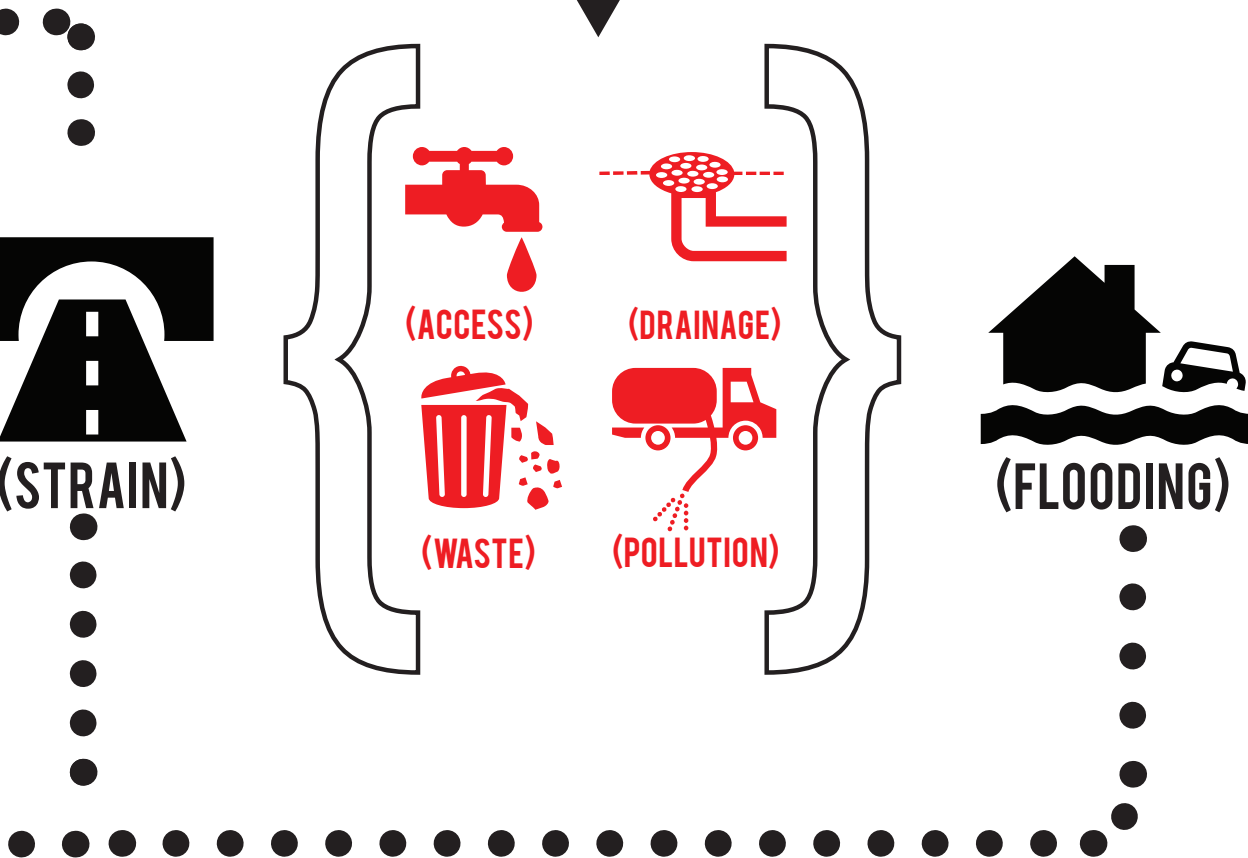 (ACCESS)
(DRAINAGE)
(STRAIN)
(FLOODING)
(WASTE)
(POLLUTION)